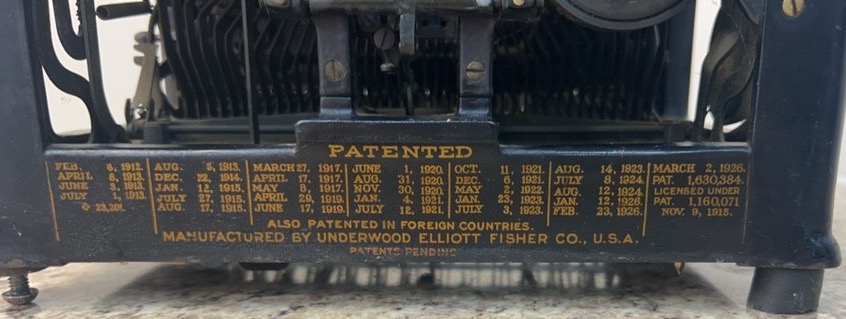 PATENTED
FEB. 6, 1912.
APRIL 8, 1913.
JUNE 3, 1913.
JULY 1, 1913.
23,201.
AUG. 5, 1913.
DEC. 22, 1914.
JAN. 12, 1915.
JULY 27, 1915.
AUG. 17, 1915.
MARCH 27, 1917.
APRIL 17, 1917.
MAY 8, 1917.
APRIL 29, 1919.
JUNE 17, 1919.
JUNE 1, 1920.
AUG. 31, 1920.
NOV. 30, 1920.
JAN. 4, 1921.
JULY 12, 1921.
OCT. 11, 1921.
DEC. 6, 1921.
MAY 2, 1922.
JAN. 23, 1923.
JULY 3, 1923.
AUG. 14, 1923.
JULY 8, 1924.
AUG. 12, 1924.
JAN. 12, 1926.
FEB. 23, 1926.
MARCH 2, 1926.
PAT. 1,630,384.
LICENSED UNDER
PAT. 1,160,071
NOV. 9, 1915.
ALSO PATENTED IN FOREIGN COUNTRIES.
MANUFACTURED BY UNDERWOOD ELLIOTT FISHER CO., U.S.A.
PATENTS PENDING